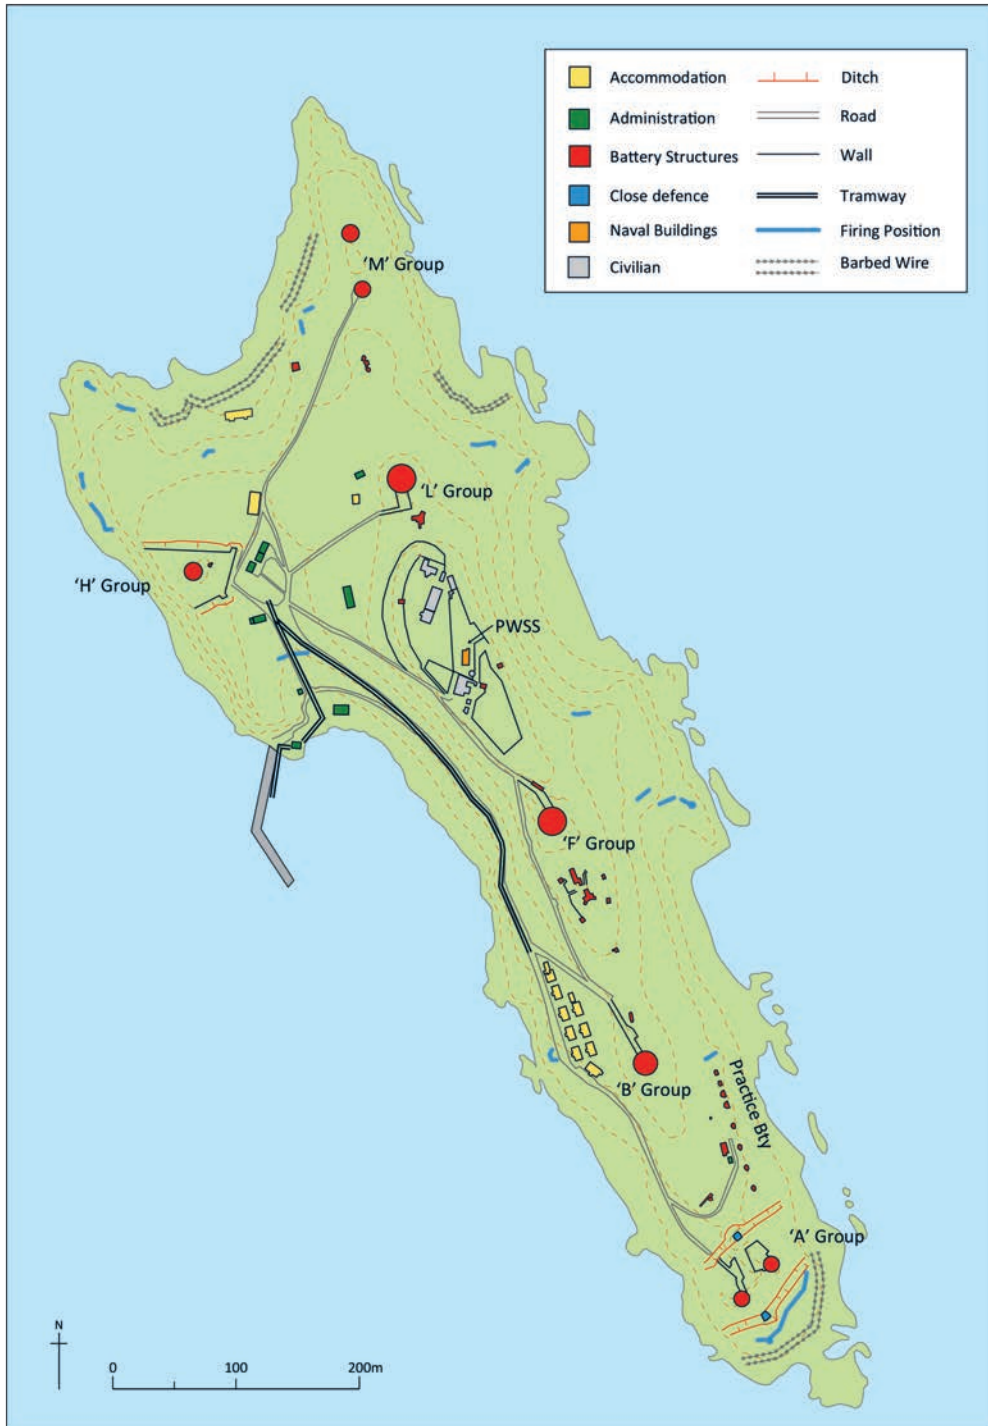 Accommodation
Administration
Battery Structures
Close defence
Naval Buildings
Civilian
Ditch
Road
Wall
Tramway
Firing Position
Barbed Wire
‘M’ Group
‘L’ Group
‘H’ Group
PWSS
‘F’ Group
‘B’ Group
Practice Bty
‘A’ Group
N
0 100 200m